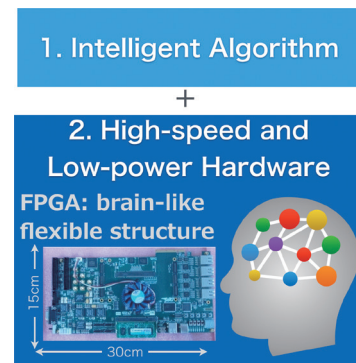 1. Intelligent Algorithm
+
2. High-speed and
Low-power Hardware
FPGA: brain-like
flexible structure
15cm
30cm